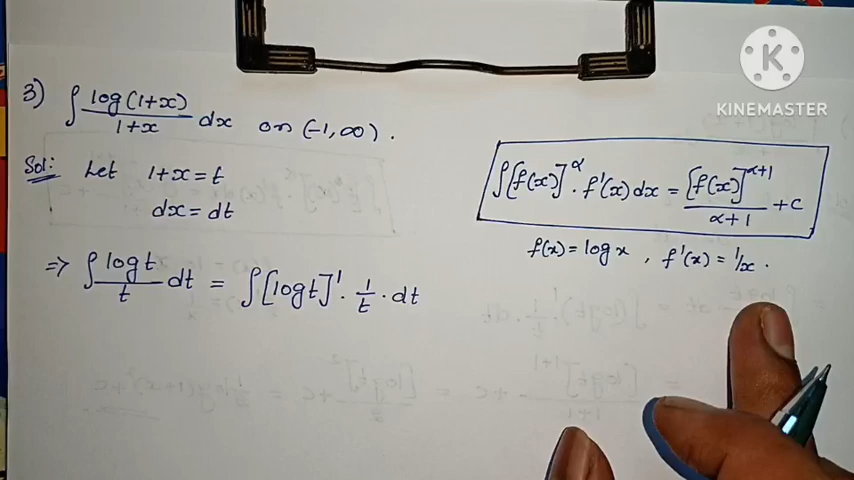 3) ∫ log(1+x)/1+x dx on (-1,∞).
Sol: Let 1+x = t
dx = dt
⇒ ∫ log t/t dt = ∫ [log t]^1 · 1/t · dt
∫ [f(x)]^α · f'(x) dx = [f(x)]^(α+1)/α+1 + c
f(x) = log x , f'(x) = 1/x .
KINEMASTER